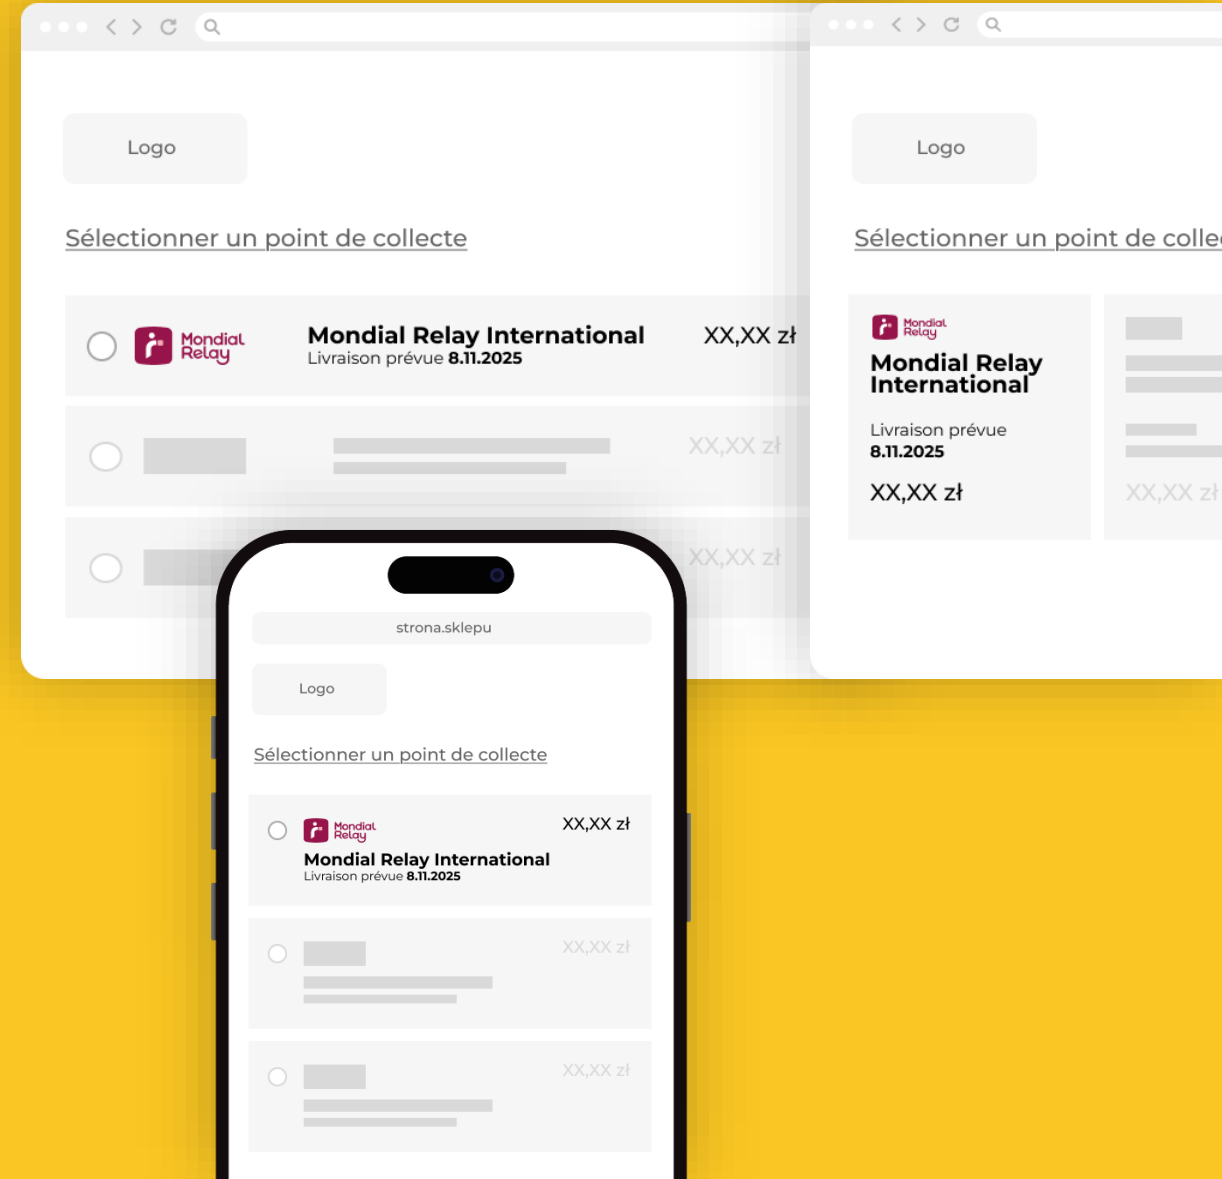 Logo
Sélectionner un point de collecte
Mondial
Relay
Mondial Relay International
Livraison prévue 8.11.2025
XX,XX zł
XX,XX zł
XX,XX zł
Logo
Sélectionner un point de colle
Mondial
Relay
Mondial Relay
International
Livraison prévue
8.11.2025
XX,XX zł
XX,XX zł
strona.sklepu
Logo
Sélectionner un point de collecte
Mondial
Relay
XX,XX zł
Mondial Relay International
Livraison prévue 8.11.2025
XX,XX zł
XX,XX zł